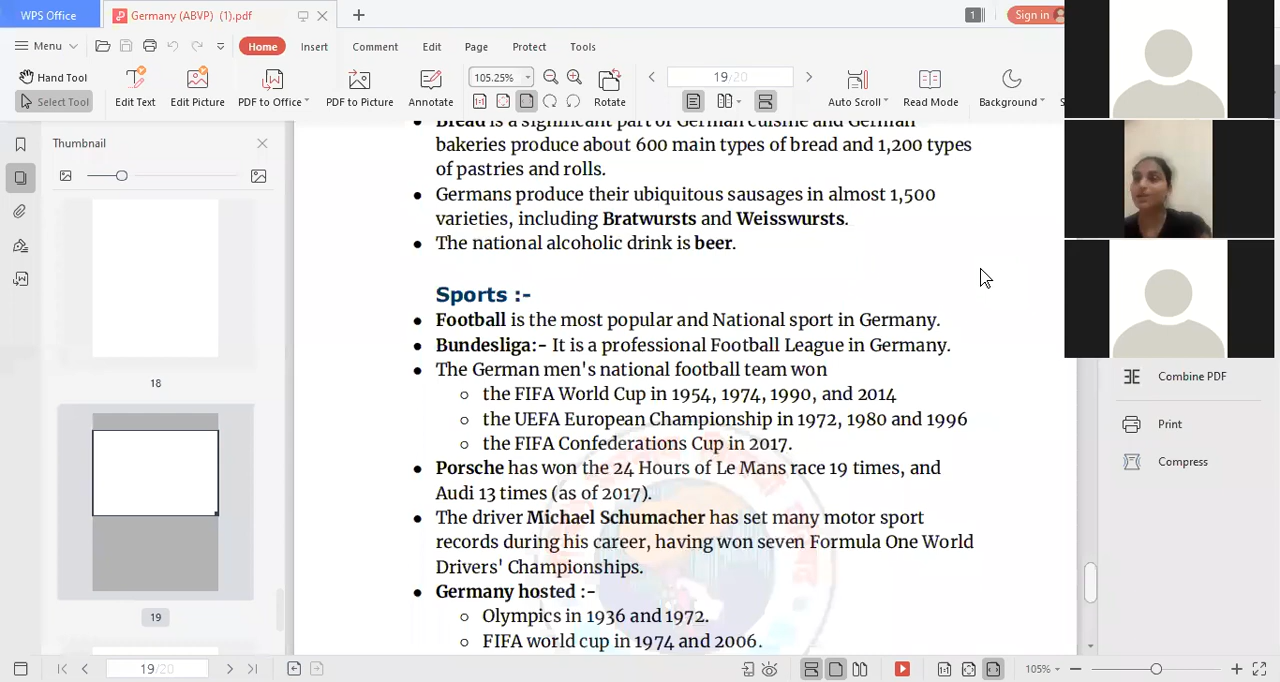 WPS Office
Germany (ABVP) (1).pdf
1
Sign in
Menu
Home
Insert
Comment
Edit
Page
Protect
Tools
Hand Tool
Select Tool
Edit Text
Edit Picture
PDF to Office
PDF to Picture
Annotate
105.25%
Rotate
19/20
Auto Scroll
Read Mode
Background
Thumbnail
18
19
Bread is a significant part of German cuisine and German
bakeries produce about 600 main types of bread and 1,200 types
of pastries and rolls.
Germans produce their ubiquitous sausages in almost 1,500
varieties, including Bratwursts and Weisswursts.
The national alcoholic drink is beer.
Sports :-
Football is the most popular and National sport in Germany.
Bundesliga:- It is a professional Football League in Germany.
The German men's national football team won
the FIFA World Cup in 1954, 1974, 1990, and 2014
the UEFA European Championship in 1972, 1980 and 1996
the FIFA Confederations Cup in 2017.
Porsche has won the 24 Hours of Le Mans race 19 times, and
Audi 13 times (as of 2017).
The driver Michael Schumacher has set many motor sport
records during his career, having won seven Formula One World
Drivers' Championships.
Germany hosted :-
Olympics in 1936 and 1972.
FIFA world cup in 1974 and 2006.
Combine PDF
Print
Compress
19/20
105%